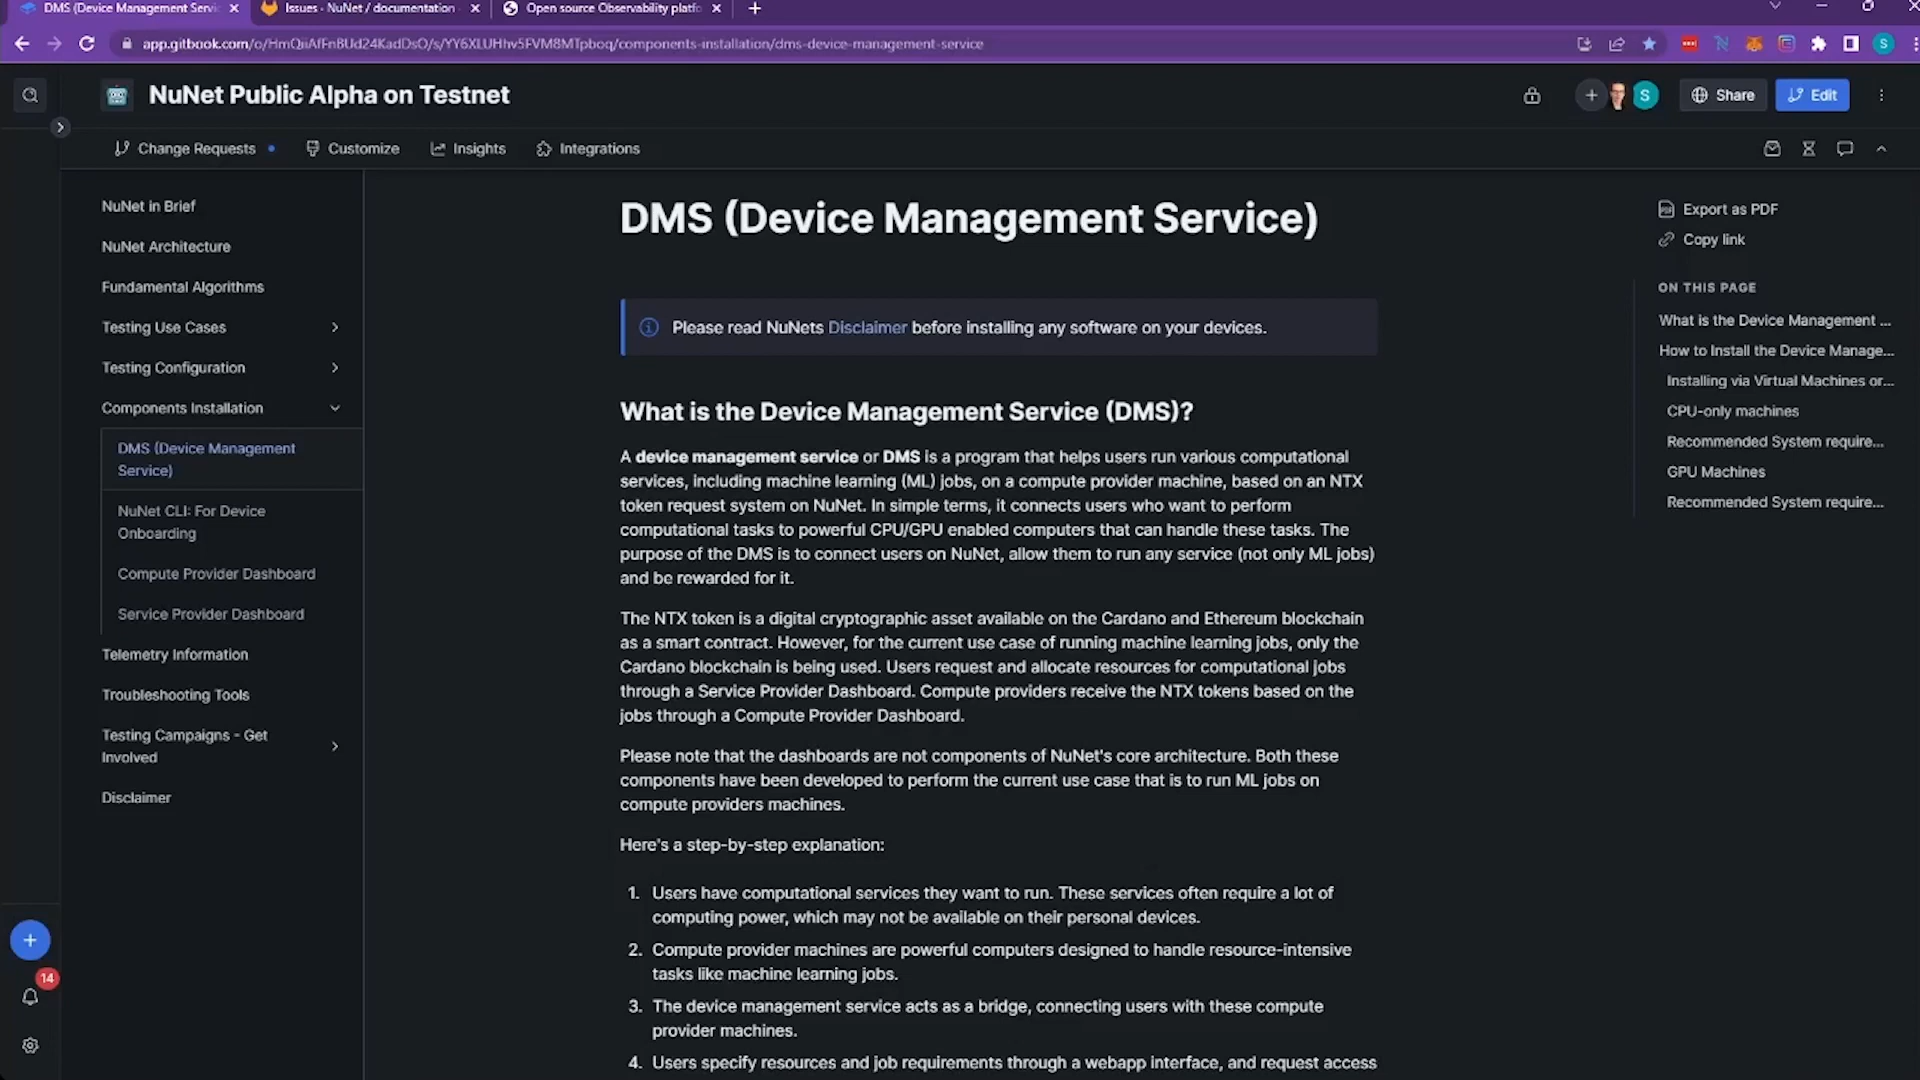 DMS (Device Management Servic
Issues · NuNet / documentation
Open source Observability platfo
app.gitbook.com/o/HmQiiAfFnBUd24KadDsO/s/YY6XLUHhv5FVM8MTpboq/components-installation/dms-device-management-service
S
NuNet Public Alpha on Testnet
S
Share
Edit
Change Requests
Customize
Insights
Integrations
NuNet in Brief
NuNet Architecture
Fundamental Algorithms
Testing Use Cases
Testing Configuration
Components Installation
DMS (Device Management
Service)
NuNet CLI: For Device
Onboarding
Compute Provider Dashboard
Service Provider Dashboard
Telemetry Information
Troubleshooting Tools
Testing Campaigns - Get
Involved
Disclaimer
14
DMS (Device Management Service)
Please read NuNets Disclaimer before installing any software on your devices.
What is the Device Management Service (DMS)?
A device management service or DMS is a program that helps users run various computational
services, including machine learning (ML) jobs, on a compute provider machine, based on an NTX
token request system on NuNet. In simple terms, it connects users who want to perform
computational tasks to powerful CPU/GPU enabled computers that can handle these tasks. The
purpose of the DMS is to connect users on NuNet, allow them to run any service (not only ML jobs)
and be rewarded for it.
The NTX token is a digital cryptographic asset available on the Cardano and Ethereum blockchain
as a smart contract. However, for the current use case of running machine learning jobs, only the
Cardano blockchain is being used. Users request and allocate resources for computational jobs
through a Service Provider Dashboard. Compute providers receive the NTX tokens based on the
jobs through a Compute Provider Dashboard.
Please note that the dashboards are not components of NuNet's core architecture. Both these
components have been developed to perform the current use case that is to run ML jobs on
compute providers machines.
Here's a step-by-step explanation:
1. Users have computational services they want to run. These services often require a lot of
computing power, which may not be available on their personal devices.
2. Compute provider machines are powerful computers designed to handle resource-intensive
tasks like machine learning jobs.
3. The device management service acts as a bridge, connecting users with these compute
provider machines.
4. Users specify resources and job requirements through a webapp interface, and request access
Export as PDF
Copy link
ON THIS PAGE
What is the Device Management ...
How to Install the Device Manage...
Installing via Virtual Machines or...
CPU-only machines
Recommended System require...
GPU Machines
Recommended System require...